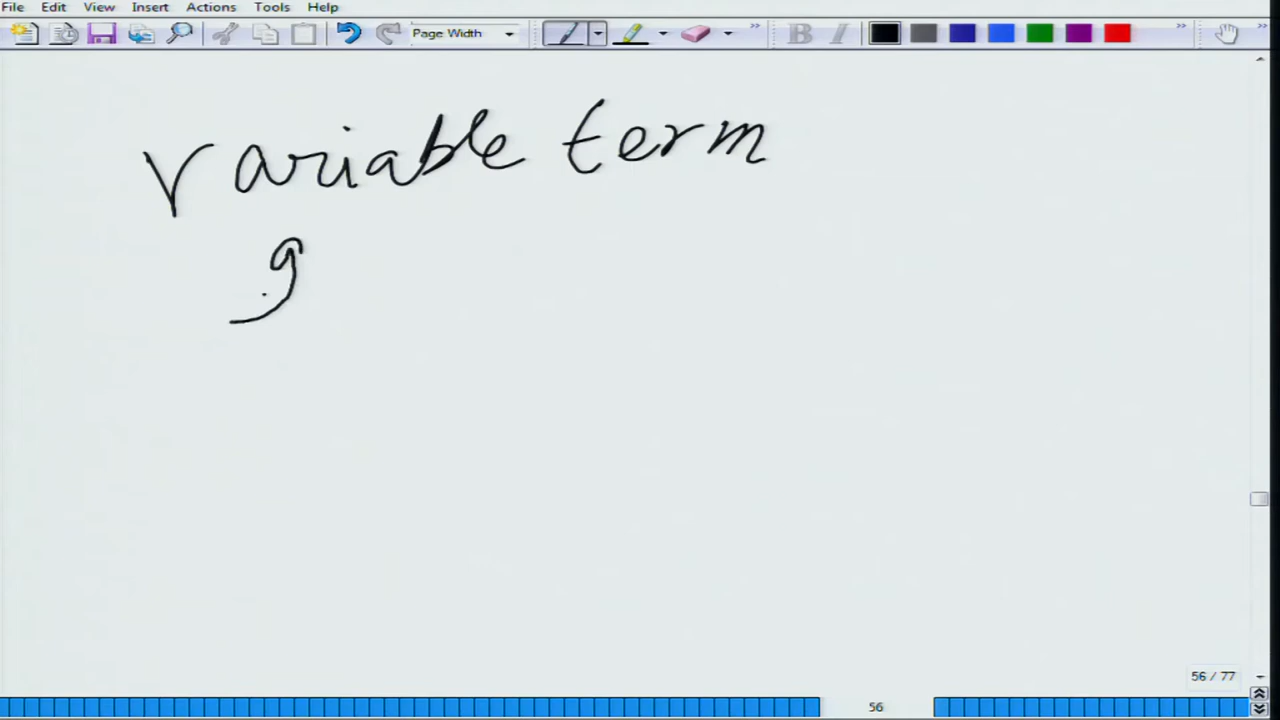 File Edit View Insert Actions Tools Help
Page Width B I
variable term
g
56 / 77
56